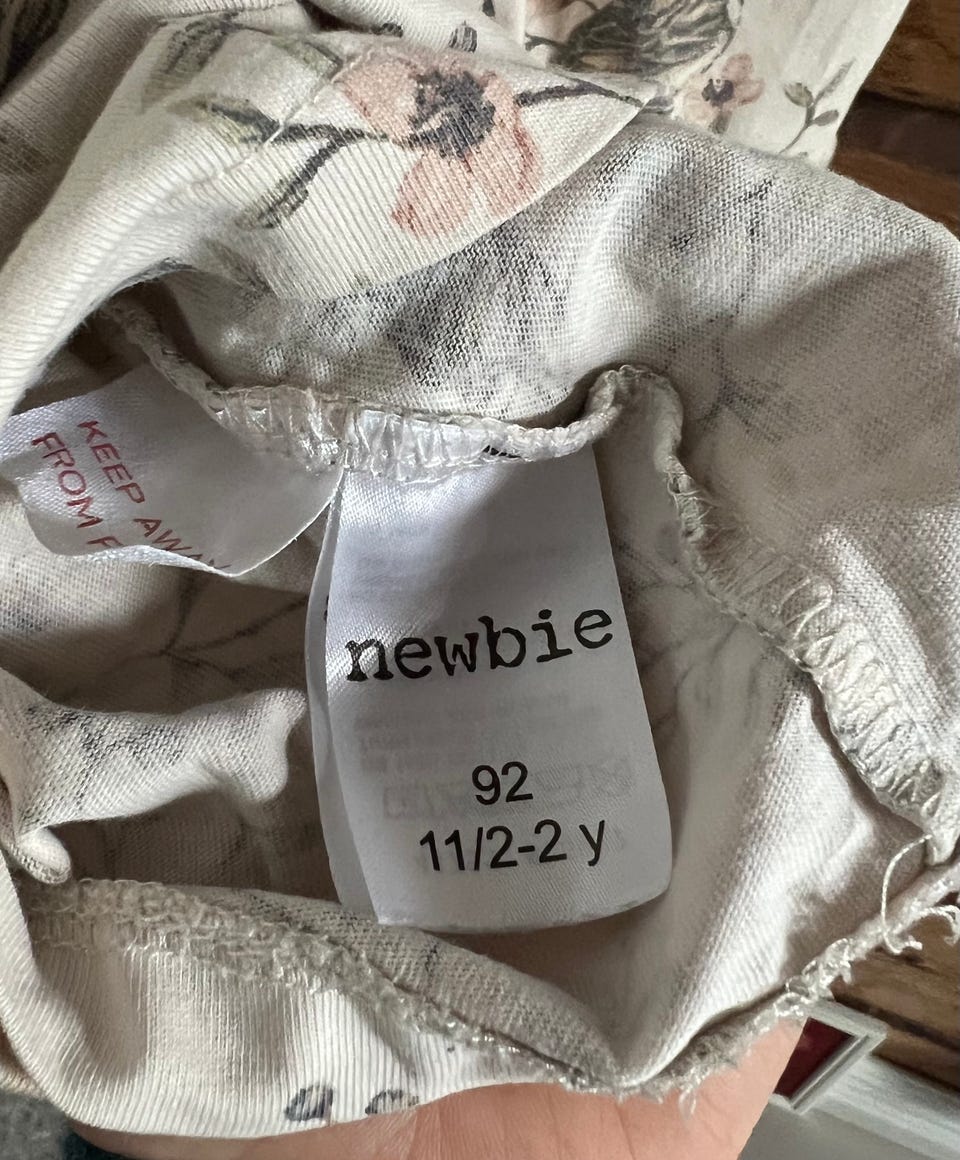 KEEP AWAY
FROM F
newbie
92
11/2-2 y